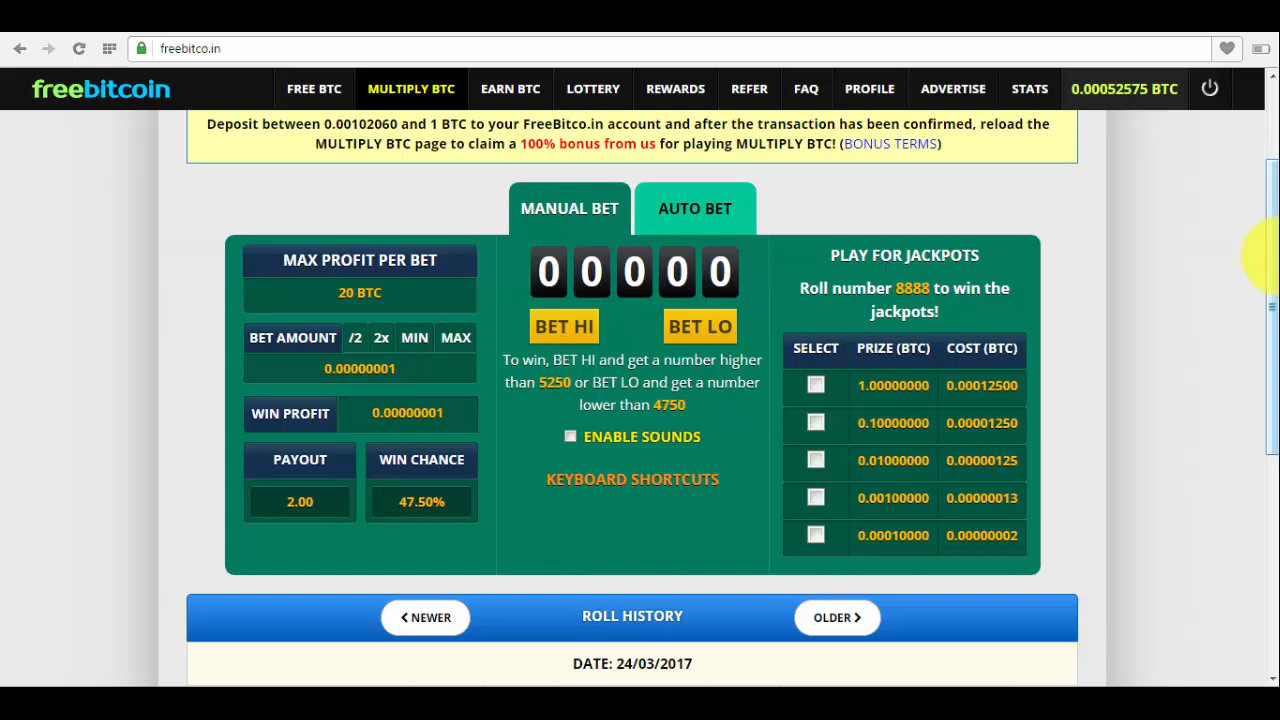 freebitco.in
freebitcoin
FREE BTC
MULTIPLY BTC
EARN BTC
LOTTERY
REWARDS
REFER
FAQ
PROFILE
ADVERTISE
STATS
0.00052575 BTC
Deposit between 0.00102060 and 1 BTC to your FreeBitco.in account and after the transaction has been confirmed, reload the
MULTIPLY BTC page to claim a 100% bonus from us for playing MULTIPLY BTC! (BONUS TERMS)
MANUAL BET
AUTO BET
MAX PROFIT PER BET
20 BTC
BET AMOUNT /2 2x MIN MAX
0.00000001
WIN PROFIT 0.00000001
PAYOUT WIN CHANCE
2.00 47.50%
0 0 0 0 0
BET HI BET LO
To win, BET HI and get a number higher
than 5250 or BET LO and get a number
lower than 4750
ENABLE SOUNDS
KEYBOARD SHORTCUTS
PLAY FOR JACKPOTS
Roll number 8888 to win the
jackpots!
SELECT PRIZE (BTC) COST (BTC)
1.00000000 0.00012500
0.10000000 0.00001250
0.01000000 0.00000125
0.00100000 0.00000013
0.00010000 0.00000002
NEWER ROLL HISTORY OLDER
DATE: 24/03/2017